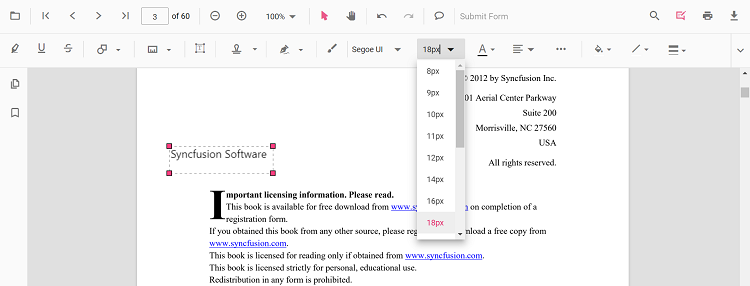 3 of 60 100% Submit Form
U S T Segoe UI 18px A
8px
9px
10px
11px
12px
14px
16px
18px
© 2012 by Syncfusion Inc.
01 Aerial Center Parkway
Suite 200
Morrisville, NC 27560
USA
All rights reserved.
Syncfusion Software
Important licensing information. Please read.
This book is available for free download from www.sy on completion of a
registration form.
If you obtained this book from any other source, please reg load a free copy from
www.syncfusion.com.
This book is licensed for reading only if obtained from www.syncfusion.com.
This book is licensed strictly for personal, educational use.
Redistribution in any form is prohibited.